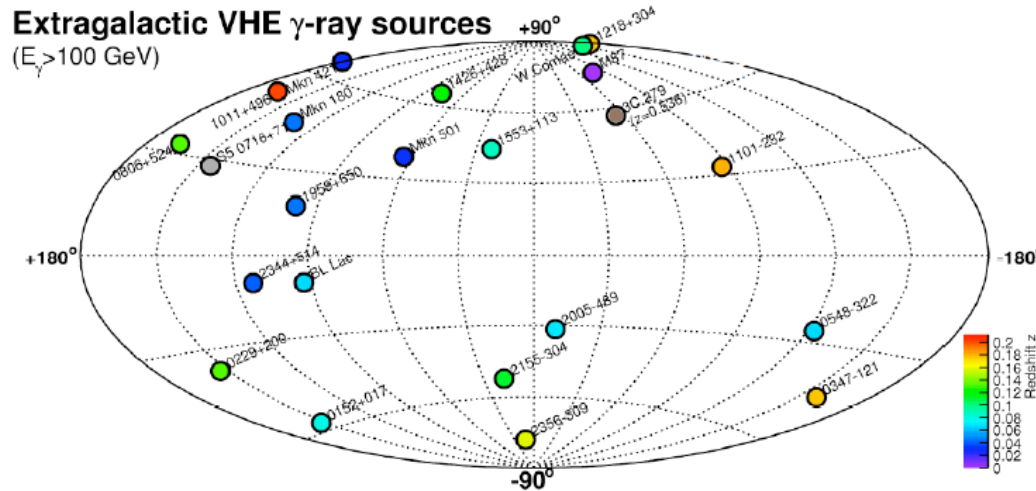 Extragalactic VHE γ-ray sources
(Eγ>100 GeV)
+90°
1218+304
W Comae
M87
Mkn 421
1426+428
1011+496
Mkn 180
3C 279
(z=0.536)
0806+524
S5 0716+71
Mkn 501
1553+113
1101-232
1959+650
+180°
-180°
2344+514
BL Lac
2005-489
0548-322
0229+200
2155-304
0347-121
0152+017
2356-309
-90°
0.2
0.18
0.16
0.14
0.12
0.1
0.08
0.06
0.04
0.02
0
Redshift z